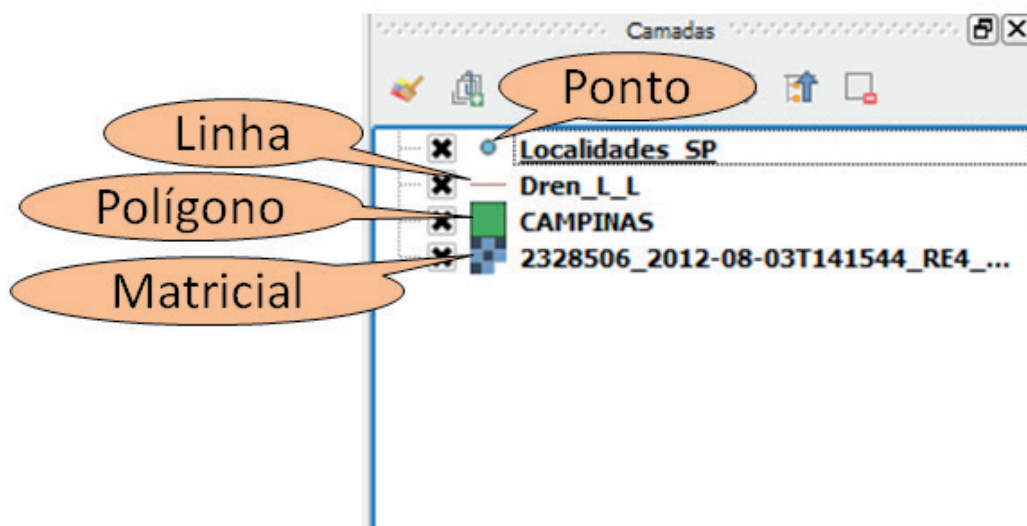 Camadas
Ponto
Linha
Localidades_SP
Dren_L_L
Polígono
CAMPINAS
2328506_2012-08-03T141544_RE4_...
Matricial